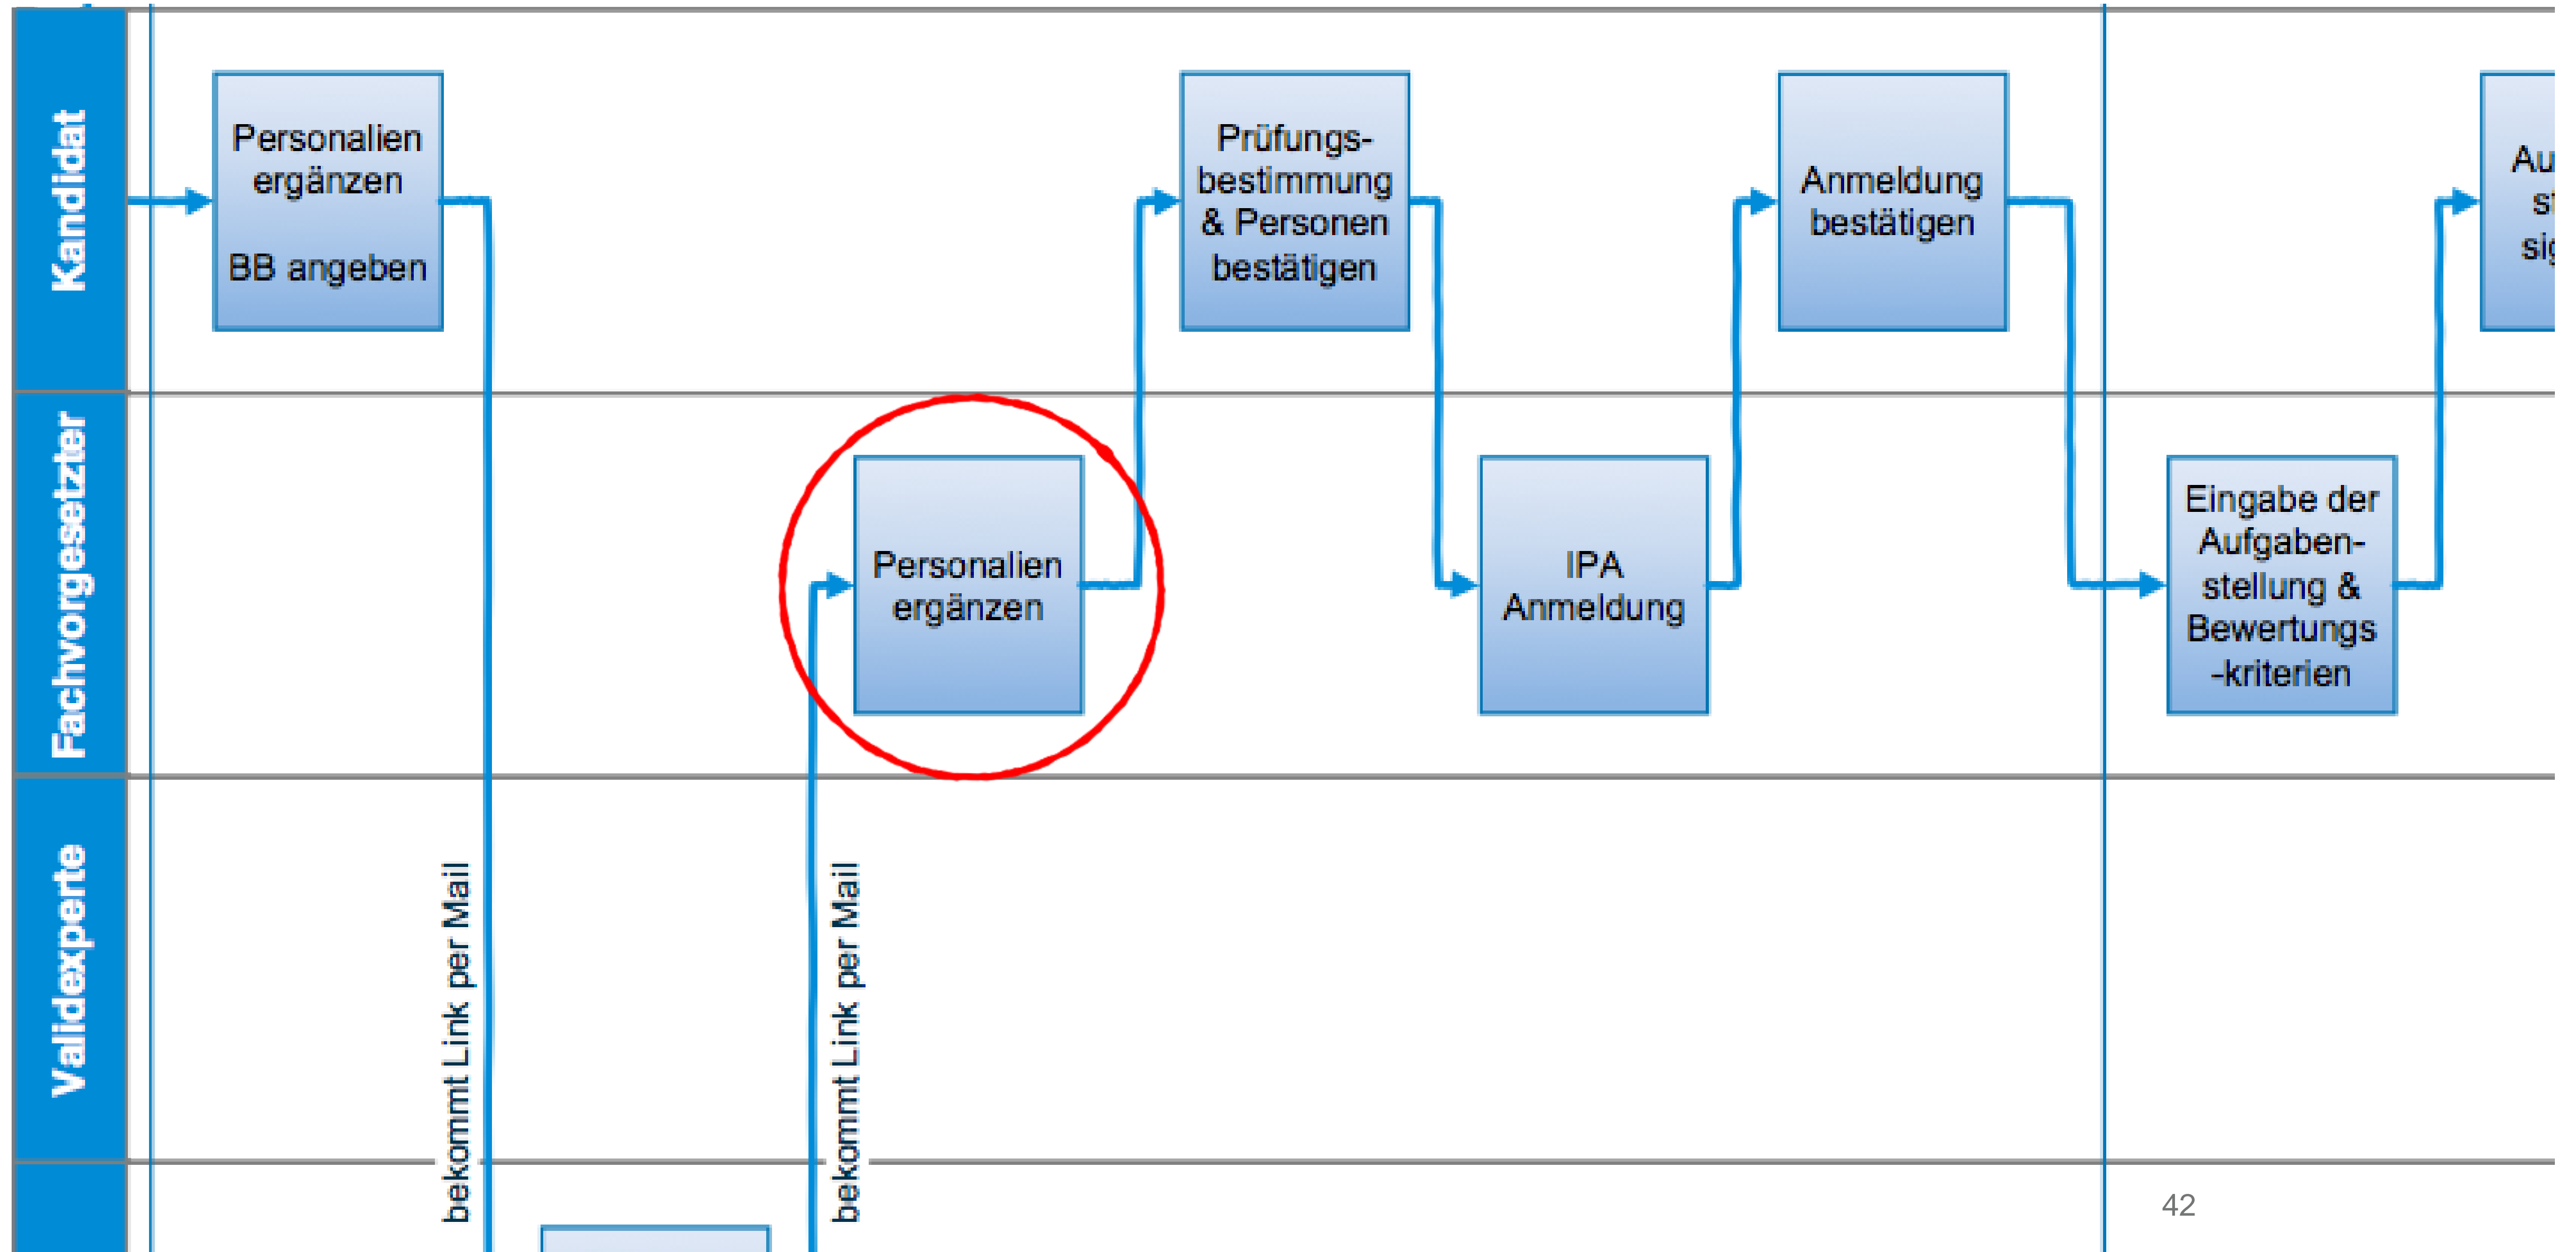 Kandidat
Personalien
ergänzen
BB angeben
Prüfungs-
bestimmung
& Personen
bestätigen
Anmeldung
bestätigen
Fachvorgesetzter
Personalien
ergänzen
IPA
Anmeldung
Eingabe der
Aufgaben-
stellung &
Bewertungs
-kriterien
Validexperte
bekommt Link per Mail
bekommt Link per Mail
42